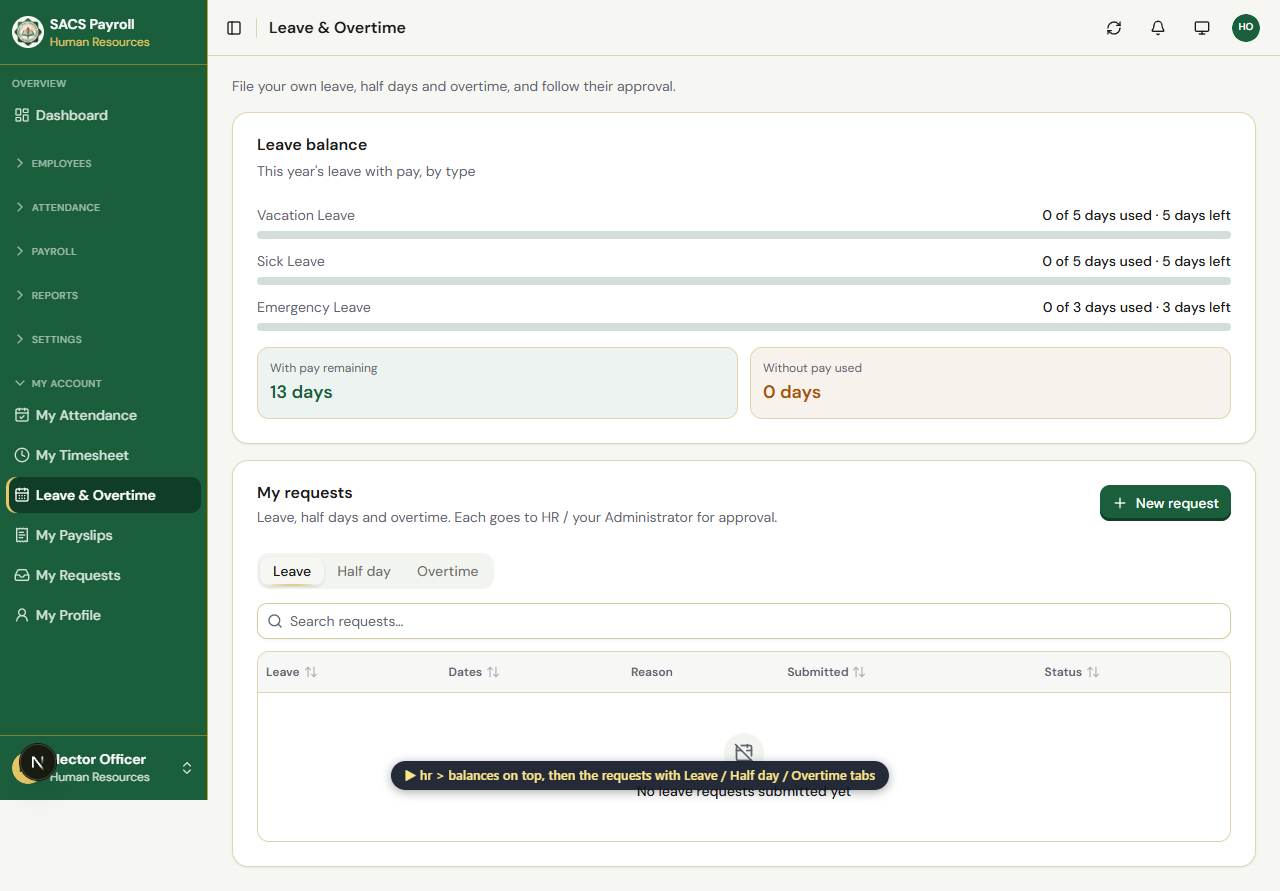 SACS Payroll
Human Resources
Leave & Overtime
HO
OVERVIEW
Dashboard
EMPLOYEES
ATTENDANCE
PAYROLL
REPORTS
SETTINGS
MY ACCOUNT
My Attendance
My Timesheet
Leave & Overtime
My Payslips
My Requests
My Profile
N
lector Officer
Human Resources
File your own leave, half days and overtime, and follow their approval.
Leave balance
This year's leave with pay, by type
Vacation Leave
0 of 5 days used · 5 days left
Sick Leave
0 of 5 days used · 5 days left
Emergency Leave
0 of 3 days used · 3 days left
With pay remaining
13 days
Without pay used
0 days
My requests
Leave, half days and overtime. Each goes to HR / your Administrator for approval.
New request
Leave Half day Overtime
Search requests...
Leave Dates Reason Submitted Status
hr > balances on top, then the requests with Leave / Half day / Overtime tabs
No leave requests submitted yet